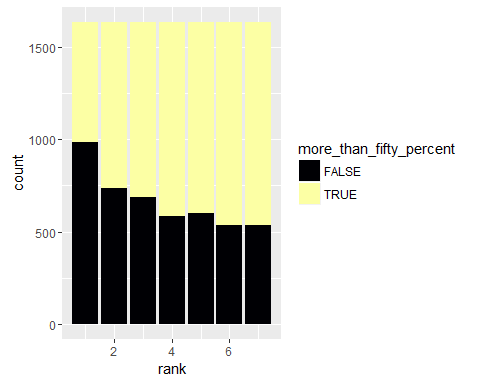 1500
1000
500
0
count
2
4
6
rank
more_than_fifty_percent
FALSE
TRUE